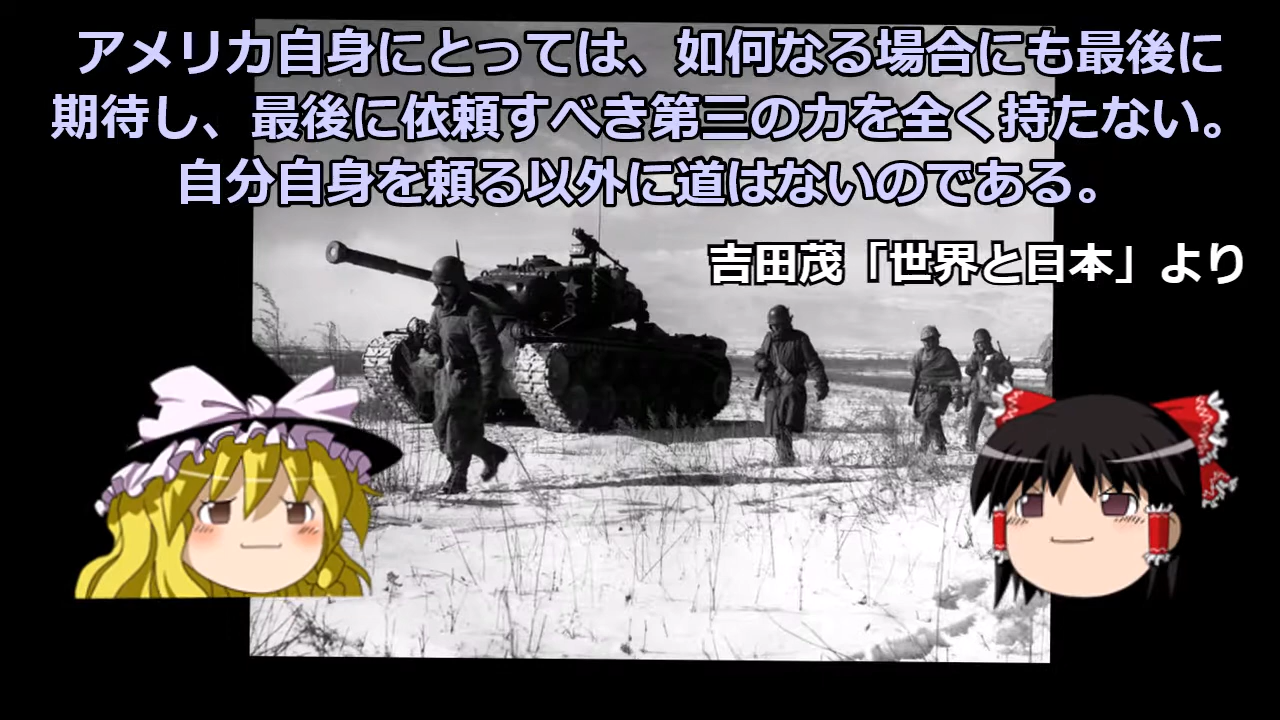 アメリカ自身にとっては、如何なる場合にも最後に
期待し、最後に依頼すべき第三の力を全く持たない。
自分自身を頼る以外に道はないのである。
吉田茂「世界と日本」より